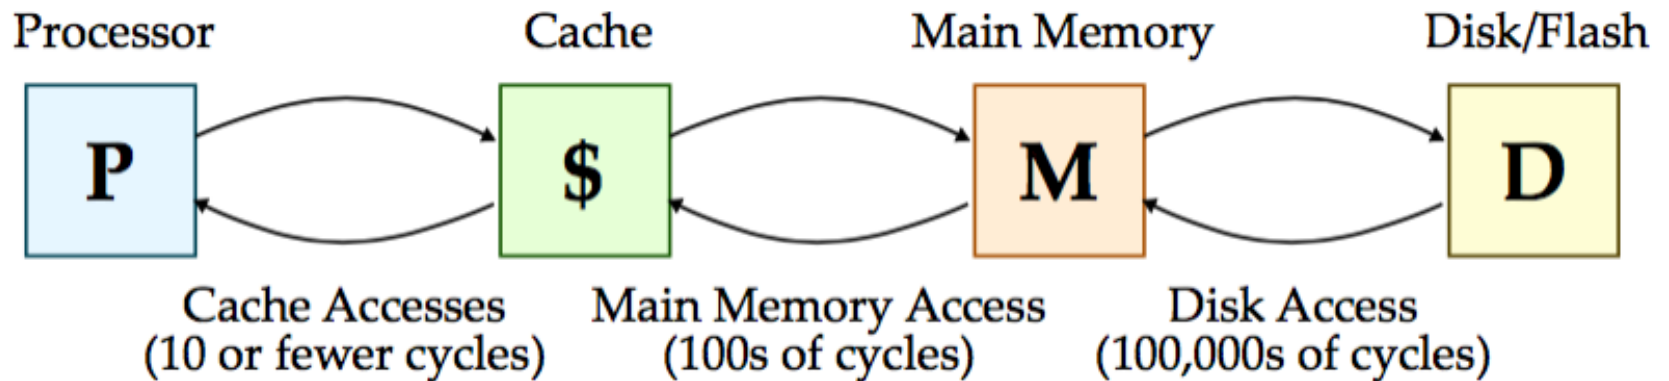 Processor
Cache
Main Memory
Disk/Flash
P
$
M
D
Cache Accesses
(10 or fewer cycles)
Main Memory Access
(100s of cycles)
Disk Access
(100,000s of cycles)